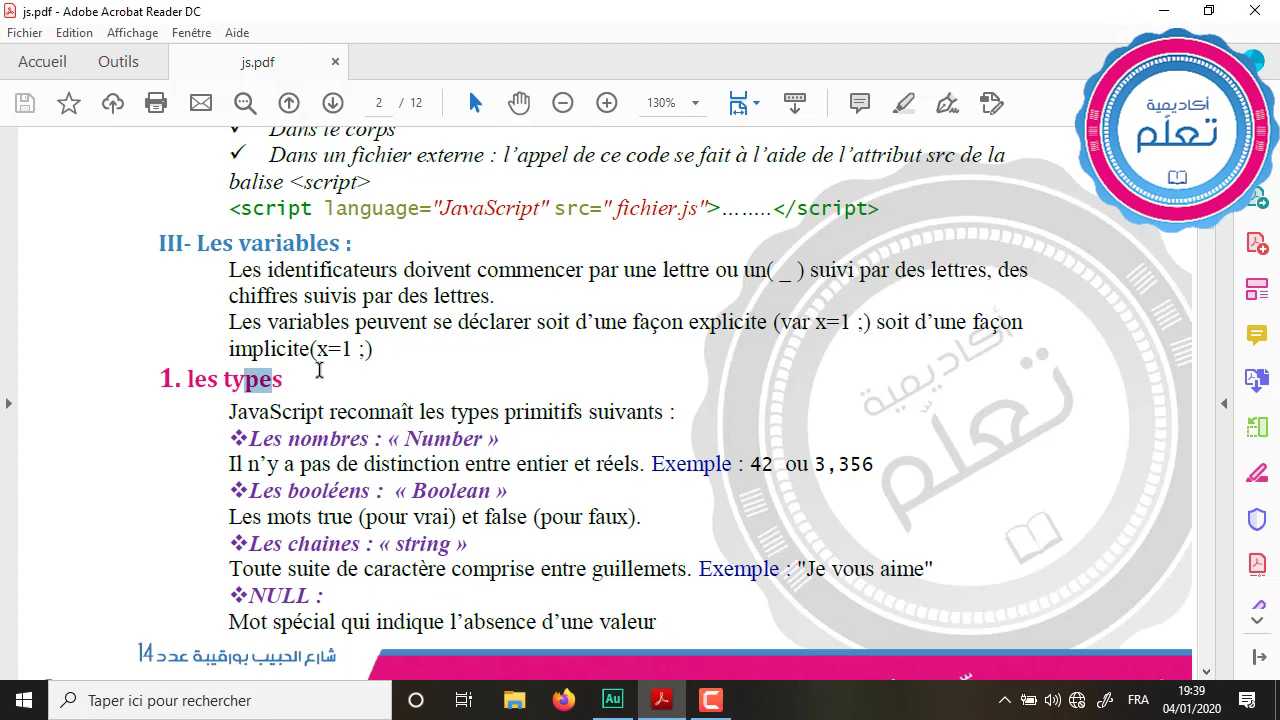 js.pdf - Adobe Acrobat Reader DC
Fichier Edition Affichage Fenêtre Aide
Accueil Outils js.pdf ×
2 / 12 130%
أكاديمية
تعلّم
✓ Dans le corps
✓ Dans un fichier externe : l’appel de ce code se fait à l’aide de l’attribut src de la
balise <script>
<script language="JavaScript" src=" fichier.js">........</script>
III- Les variables :
Les identificateurs doivent commencer par une lettre ou un( _ ) suivi par des lettres, des
chiffres suivis par des lettres.
Les variables peuvent se déclarer soit d’une façon explicite (var x=1 ;) soit d’une façon
implicite(x=1 ;)
1. les types
JavaScript reconnaît les types primitifs suivants :
❖Les nombres : « Number »
Il n’y a pas de distinction entre entier et réels. Exemple : 42 ou 3,356
❖Les booléens : « Boolean »
Les mots true (pour vrai) et false (pour faux).
❖Les chaines : « string »
Toute suite de caractère comprise entre guillemets. Exemple : "Je vous aime"
❖NULL :
Mot spécial qui indique l’absence d’une valeur
أكاديمية
تعلّم
شارع الحبيب بورقيبة عدد 14
Taper ici pour rechercher
Au
FRA
19:39
04/01/2020